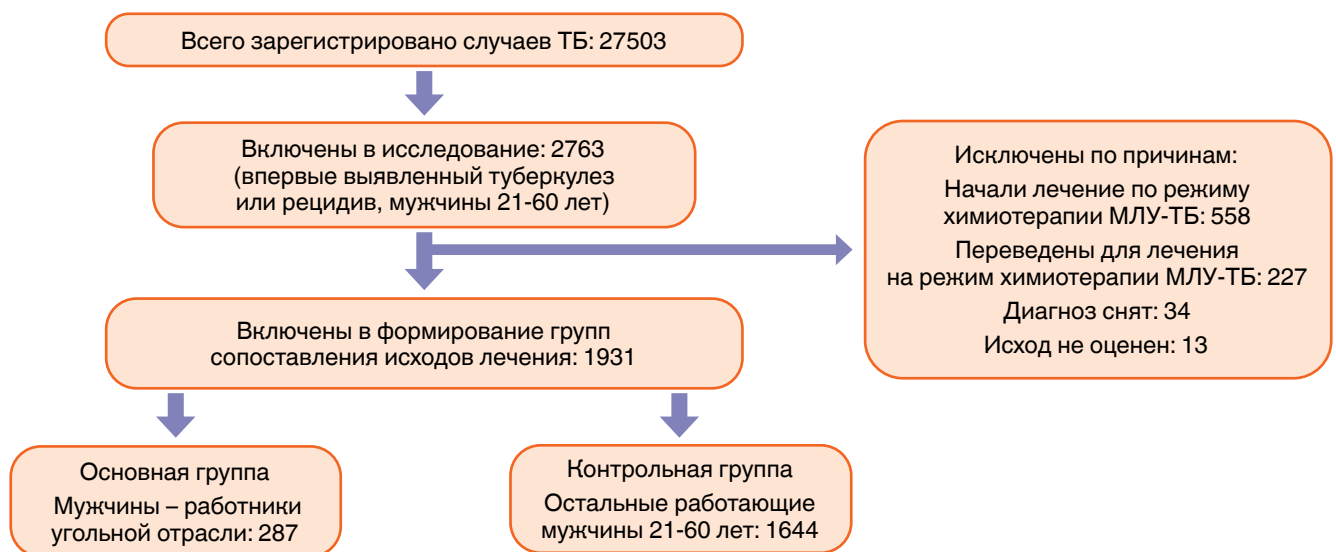 Всего зарегистрировано случаев ТБ: 27503
Включены в исследование: 2763
(впервые выявленный туберкулез
или рецидив, мужчины 21-60 лет)
Исключены по причинам:
Начали лечение по режиму
химиотерапии МЛУ-ТБ: 558
Переведены для лечения
на режим химиотерапии МЛУ-ТБ: 227
Диагноз снят: 34
Исход не оценен: 13
Включены в формирование групп
сопоставления исходов лечения: 1931
Основная группа
Мужчины – работники
угольной отрасли: 287
Контрольная группа
Остальные работающие
мужчины 21-60 лет: 1644